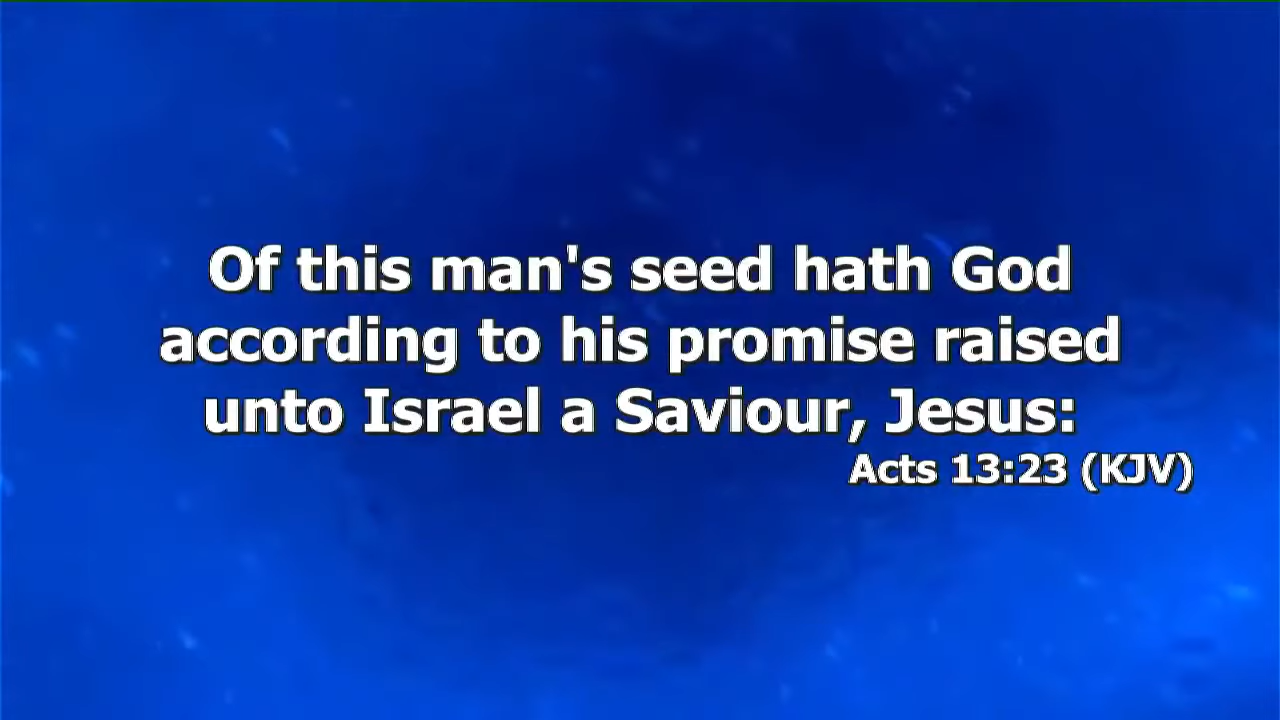 Of this man's seed hath God
according to his promise raised
unto Israel a Saviour, Jesus:
Acts 13:23 (KJV)